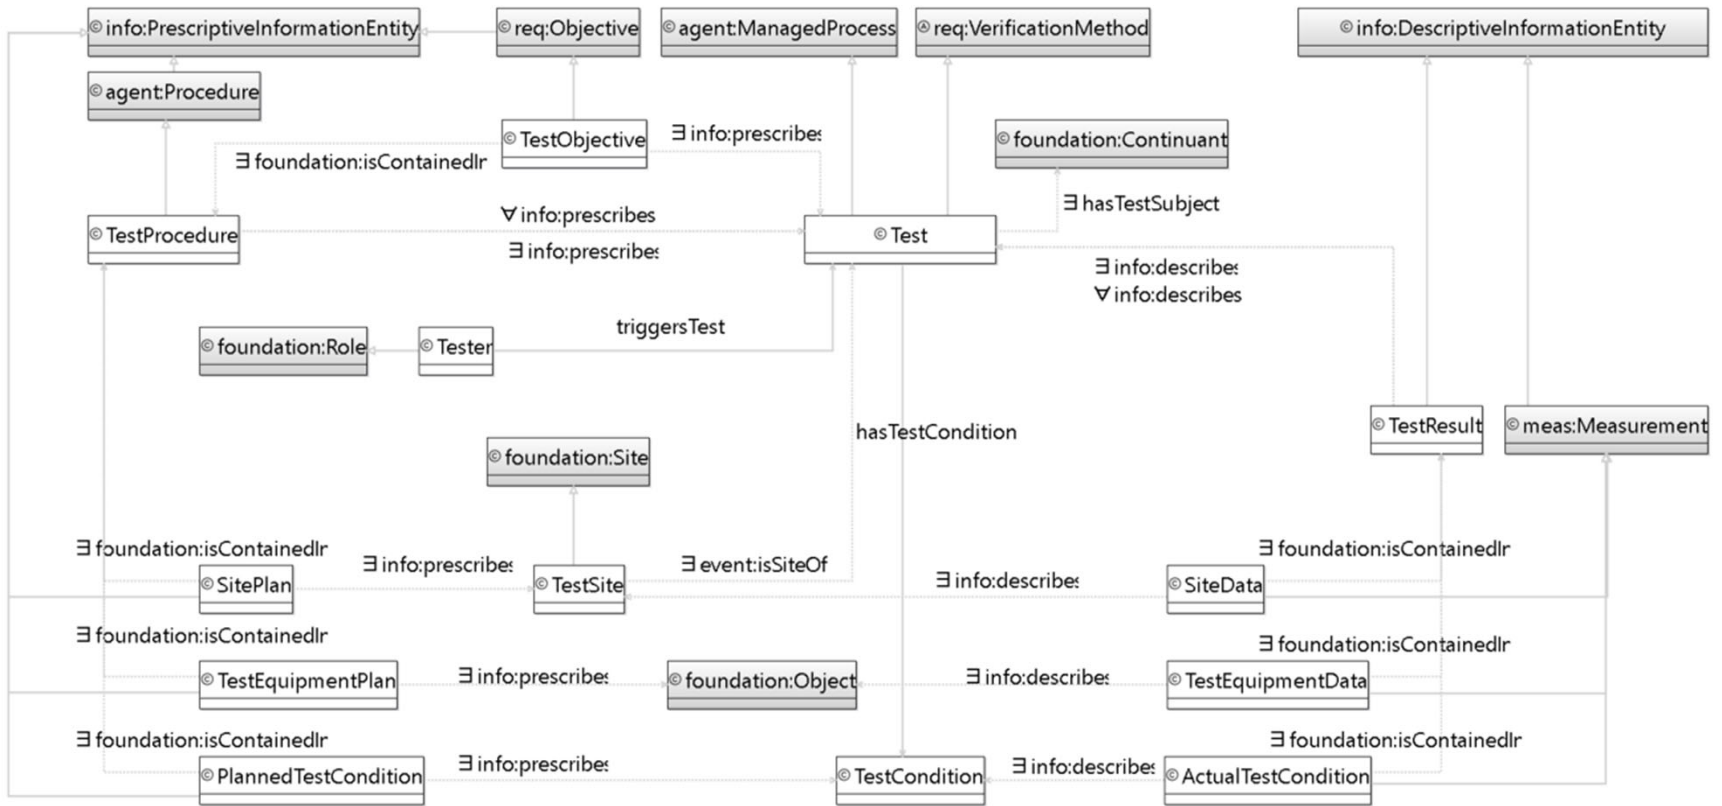 © info:PrescriptiveInformationEntity
© req:Objective
© agent:ManagedProcess
Ⓐ req:VerificationMethod
© info:DescriptiveInformationEntity
© agent:Procedure
© TestObjective
∃ info:prescribes
© foundation:Continuant
∃ foundation:isContainedIr
∃ hasTestSubject
© TestProcedure
∀ info:prescribes
∃ info:prescribes
© Test
∃ info:describes
∀ info:describes
triggersTest
© foundation:Role
© Tester
© TestResult
© meas:Measurement
hasTestCondition
© foundation:Site
∃ foundation:isContainedIr
∃ info:prescribes
∃ event:isSiteOf
∃ foundation:isContainedIr
© SitePlan
© TestSite
∃ info:describes
© SiteData
∃ foundation:isContainedIr
∃ foundation:isContainedIr
© TestEquipmentPlan
∃ info:prescribes
© foundation:Object
∃ info:describes
© TestEquipmentData
∃ foundation:isContainedIr
∃ foundation:isContainedIr
© PlannedTestCondition
∃ info:prescribes
© TestCondition
∃ info:describes
© ActualTestCondition